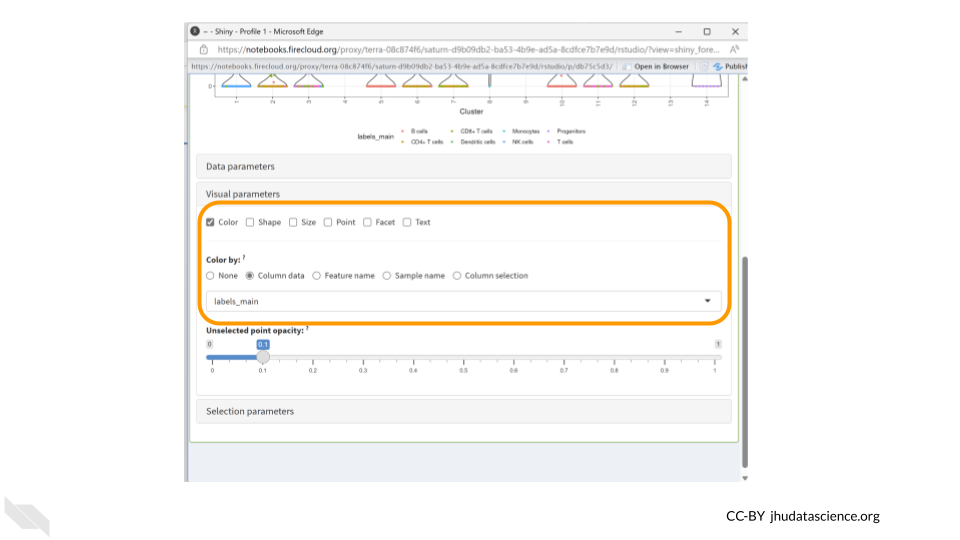 – - Shiny - Profile 1 - Microsoft Edge
https://notebooks.firecloud.org/proxy/terra-08c874f6/saturn-d9b09db2-ba53-4b9e-ad5a-8cdfce7b7e9d/rstudio/?view=shiny_fore...
https://notebooks.firecloud.org/proxy/terra-08c874f6/saturn-d9b09db2-ba53-4b9e-ad5a-8cdfce7b7e9d/rstudio/p/db75c5d3/ Open in Browser Publish
0
1 2 3 4 5 6 7 8 9 10 11 12 13 14
Cluster
labels_main B cells CD8+ T cells Monocytes Progenitors
CD4+ T cells Dendritic cells NK cells T cells
Data parameters
Visual parameters
Color Shape Size Point Facet Text
Color by: ?
None Column data Feature name Sample name Column selection
labels_main
Unselected point opacity: ?
0 0.1 1
0 0.1 0.2 0.3 0.4 0.5 0.6 0.7 0.8 0.9 1
Selection parameters
CC-BY jhudatascience.org